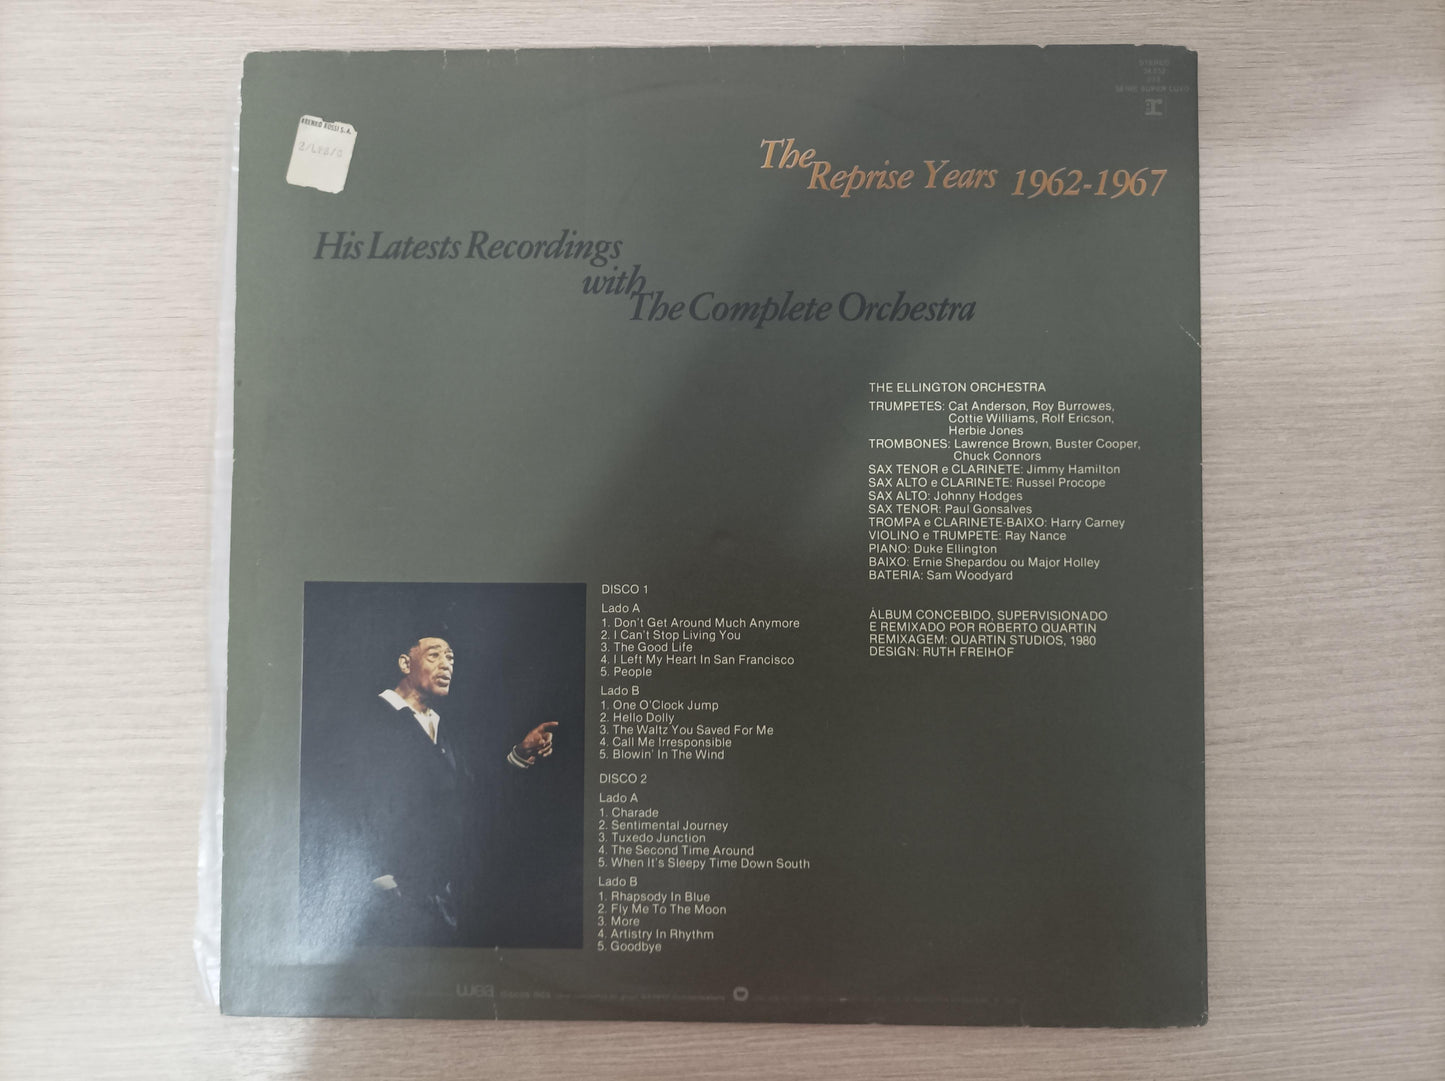 STEREO
SÉRIE SUPER LUXO
The
Reprise Years 1962-1967
His Latests Recordings
with
The Complete Orchestra
THE ELLINGTON ORCHESTRA
TRUMPETES: Cat Anderson, Roy Burrowes,
Cottie Williams, Rolf Ericson,
Herbie Jones
TROMBONES: Lawrence Brown, Buster Cooper,
Chuck Connors
SAX TENOR e CLARINETE: Jimmy Hamilton
SAX ALTO e CLARINETE: Russel Procope
SAX ALTO: Johnny Hodges
SAX TENOR: Paul Gonsalves
TROMPA e CLARINETE-BAIXO: Harry Carney
VIOLINO e TRUMPETE: Ray Nance
PIANO: Duke Ellington
BAIXO: Ernie Shepardou ou Major Holley
BATERIA: Sam Woodyard
ÁLBUM CONCEBIDO, SUPERVISIONADO
E REMIXADO POR ROBERTO QUARTIN
REMIXAGEM: QUARTIN STUDIOS, 1980
DESIGN: RUTH FREIHOF
DISCO 1
Lado A
1. Don't Get Around Much Anymore
2. I Can't Stop Living You
3. The Good Life
4. I Left My Heart In San Francisco
5. People
Lado B
1. One O'Clock Jump
2. Hello Dolly
3. The Waltz You Saved For Me
4. Call Me Irresponsible
5. Blowin' In The Wind
DISCO 2
Lado A
1. Charade
2. Sentimental Journey
3. Tuxedo Junction
4. The Second Time Around
5. When It's Sleepy Time Down South
Lado B
1. Rhapsody In Blue
2. Fly Me To The Moon
3. More
4. Artistry In Rhythm
5. Goodbye
wea